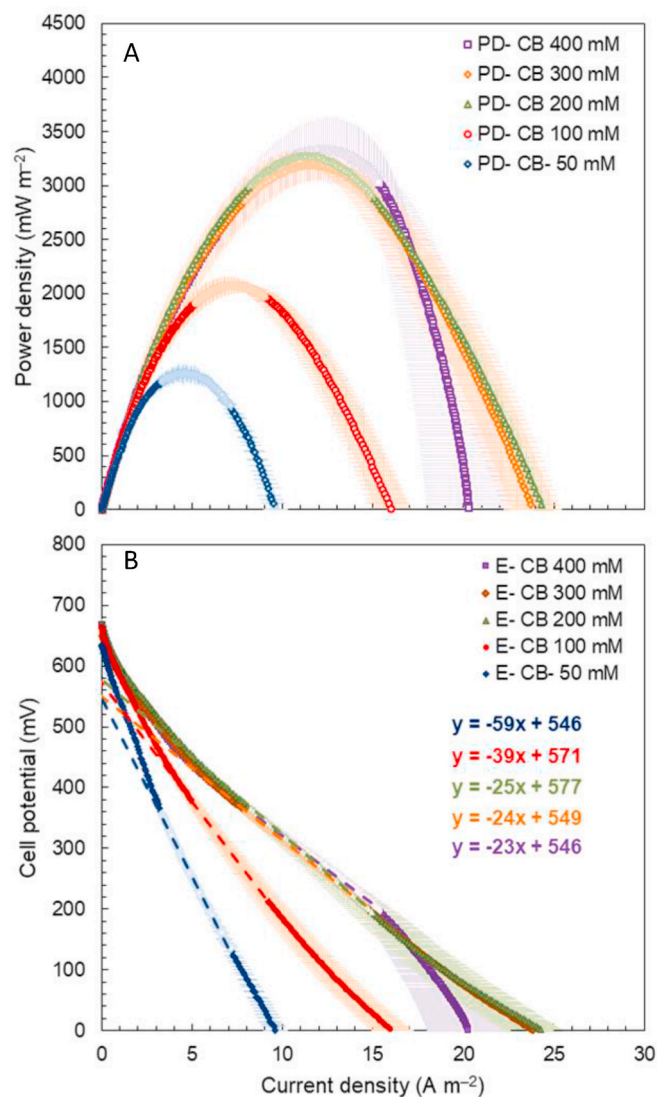 A
PD- CB 400 mM
PD- CB 300 mM
PD- CB 200 mM
PD- CB 100 mM
PD- CB- 50 mM
Power density (mW m⁻²)
4500
4000
3500
3000
2500
2000
1500
1000
500
0
B
E- CB 400 mM
E- CB 300 mM
E- CB 200 mM
E- CB 100 mM
E- CB- 50 mM
y = -59x + 546
y = -39x + 571
y = -25x + 577
y = -24x + 549
y = -23x + 546
Cell potential (mV)
800
700
600
500
400
300
200
100
0
0 5 10 15 20 25 30
Current density (A m⁻²)